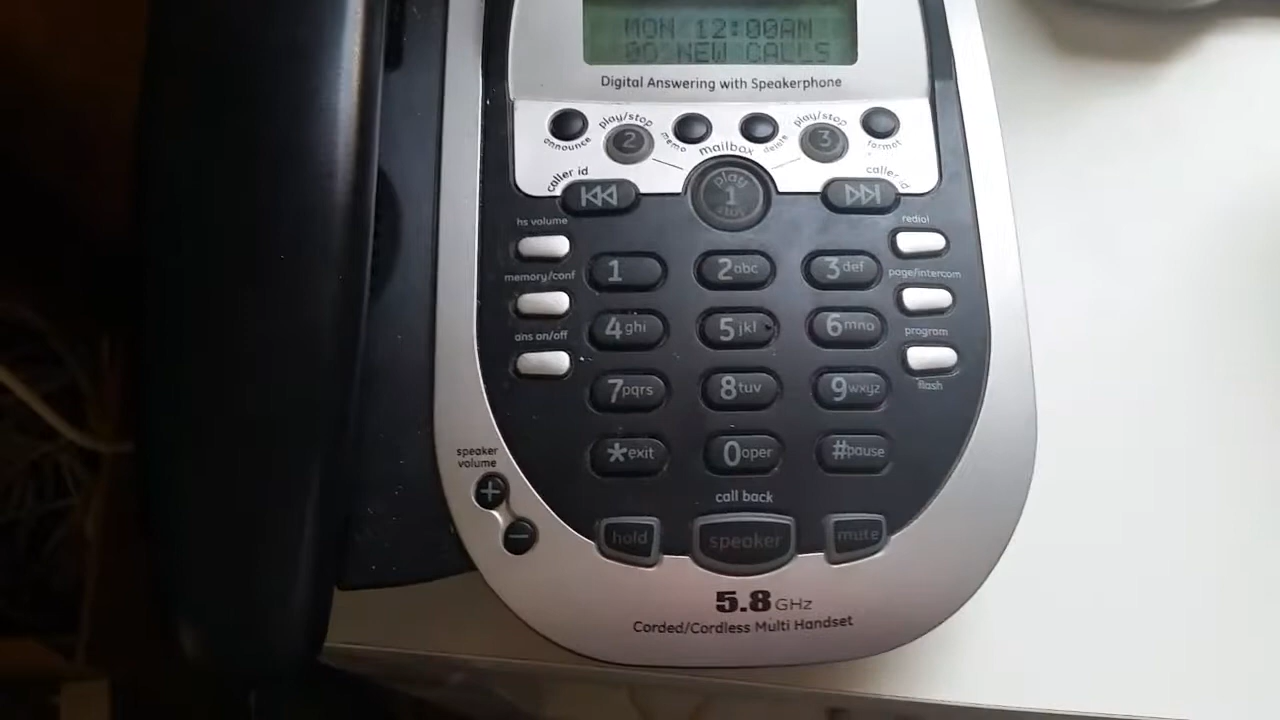 MON 12:00AM
00 NEW CALLS
Digital Answering with Speakerphone
announce
play/stop
2
memo
mailbox
delete
play/stop
3
format
caller id
play
1
stop
caller id
hs volume
redial
1
2abc
3def
memory/conf
page/intercom
4ghi
5jkl
6mno
ans on/off
program
flash
7pqrs
8tuv
9wxyz
*exit
0oper
#pause
speaker
volume
+
-
call back
hold
speaker
mute
5.8 GHz
Corded/Cordless Multi Handset